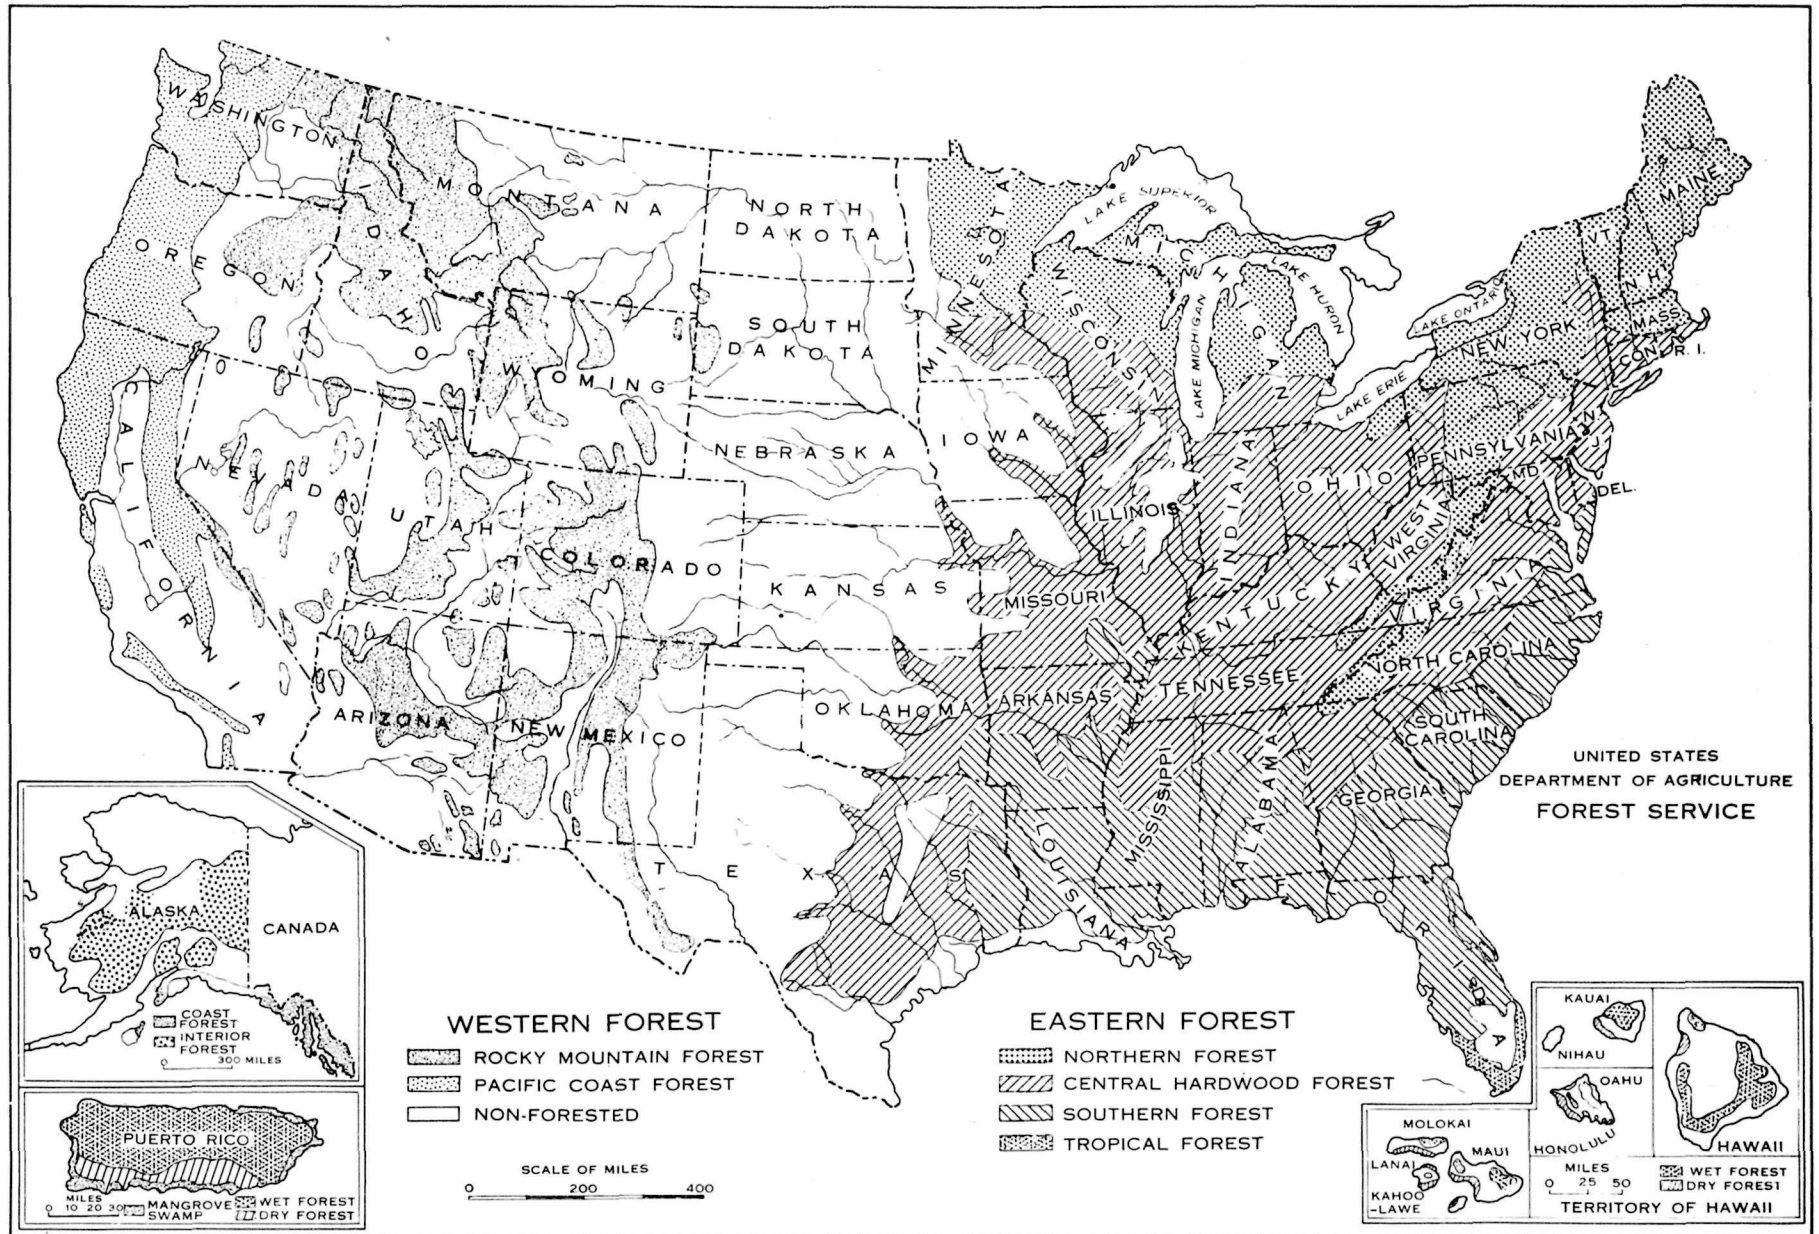 WASHINGTON
OREGON
CALIFORNIA
IDAHO
MONTANA
NEVADA
UTAH
WYOMING
COLORADO
ARIZONA
NEW MEXICO
NORTH
DAKOTA
SOUTH
DAKOTA
NEBRASKA
KANSAS
OKLAHOMA
TEXAS
MINNESOTA
IOWA
MISSOURI
ARKANSAS
LOUISIANA
WISCONSIN
MICHIGAN
ILLINOIS
INDIANA
OHIO
KENTUCKY
TENNESSEE
MISSISSIPPI
ALABAMA
GEORGIA
FLORIDA
SOUTH
CAROLINA
NORTH CAROLINA
VIRGINIA
WEST
VIRGINIA
PENNSYLVANIA
MD.
DEL.
N.J.
NEW YORK
CONN.
R. I.
MASS.
VT.
N. H.
MAINE
LAKE SUPERIOR
LAKE MICHIGAN
LAKE HURON
LAKE ERIE
LAKE ONTARIO
UNITED STATES
DEPARTMENT OF AGRICULTURE
FOREST SERVICE
ALASKA
CANADA
COAST
FOREST
INTERIOR
FOREST
0 300 MILES
PUERTO RICO
MILES
0 10 20 30
MANGROVE
SWAMP
WET FOREST
DRY FOREST
WESTERN FOREST
ROCKY MOUNTAIN FOREST
PACIFIC COAST FOREST
NON-FORESTED
SCALE OF MILES
0 200 400
EASTERN FOREST
NORTHERN FOREST
CENTRAL HARDWOOD FOREST
SOUTHERN FOREST
TROPICAL FOREST
KAUAI
NIHAU
OAHU
HONOLULU
MOLOKAI
LANAI
MAUI
KAHOO
-LAWE
HAWAII
MILES
0 25 50
WET FOREST
DRY FOREST
TERRITORY OF HAWAII